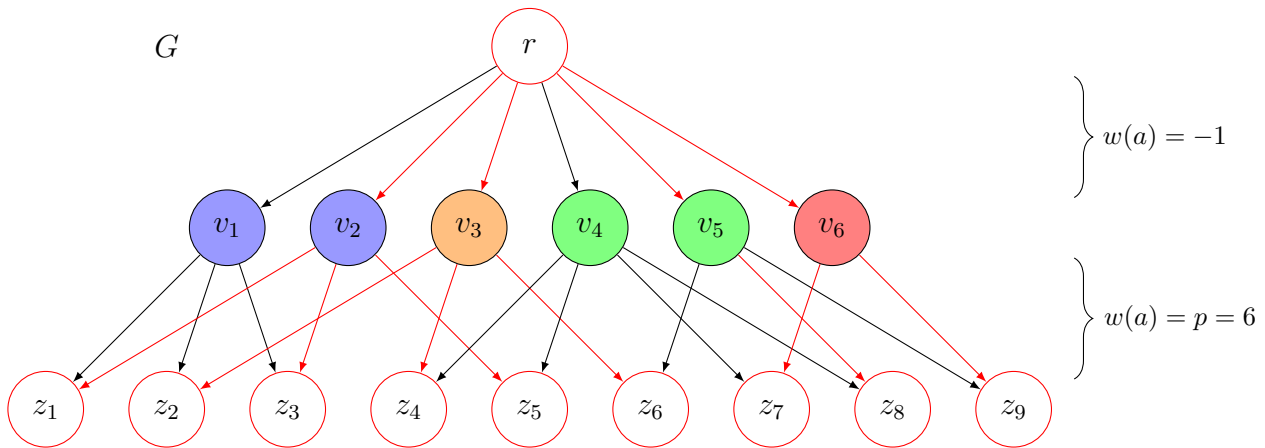 G
r
w(a) = −1
v₁ v₂ v₃ v₄ v₅ v₆
w(a) = p = 6
z₁ z₂ z₃ z₄ z₅ z₆ z₇ z₈ z₉